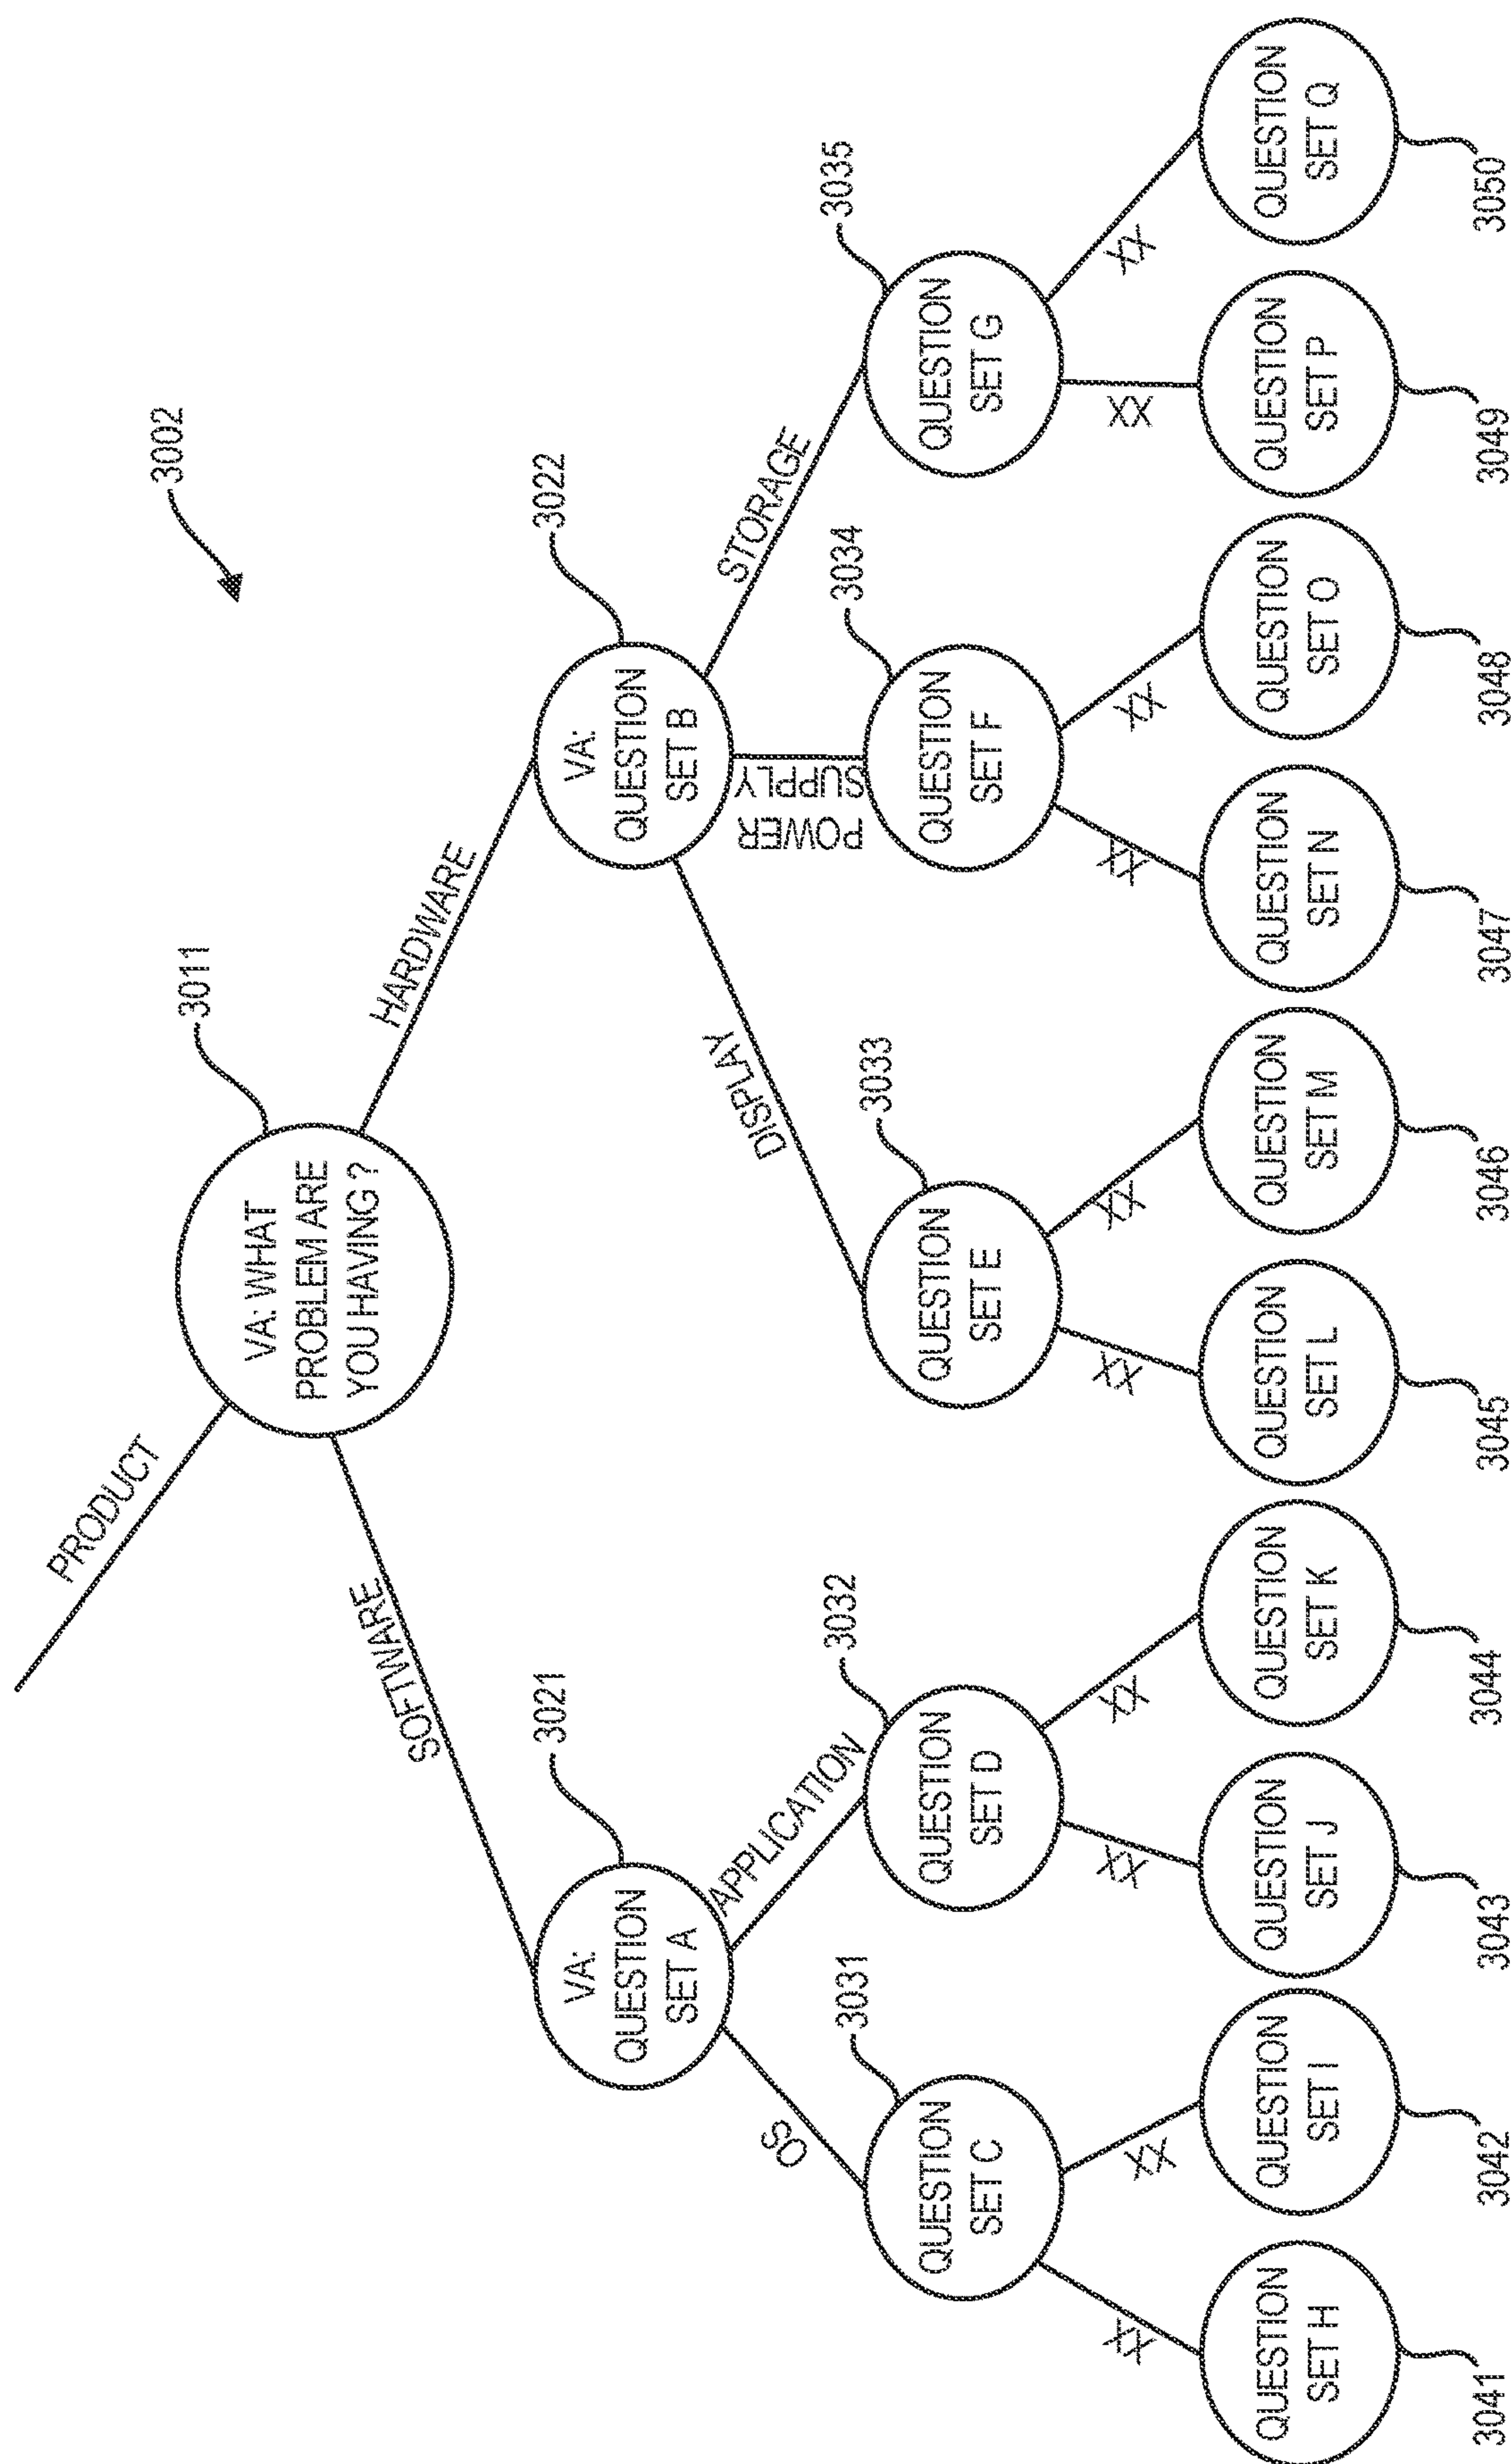 3002
PRODUCT
3011
VA: WHAT
PROBLEM ARE
YOU HAVING ?
SOFTWARE
HARDWARE
3021
VA:
QUESTION
SET A
3022
VA:
QUESTION
SET B
OS
APPLICATION
DISPLAY
POWER
SUPPLY
STORAGE
3031
QUESTION
SET C
3032
QUESTION
SET D
3033
QUESTION
SET E
3034
QUESTION
SET F
3035
QUESTION
SET G
XX
XX
XX
XX
XX
XX
XX
XX
XX
XX
QUESTION
SET H
QUESTION
SET I
QUESTION
SET J
QUESTION
SET K
QUESTION
SET L
QUESTION
SET M
QUESTION
SET N
QUESTION
SET O
QUESTION
SET P
QUESTION
SET Q
3041
3042
3043
3044
3045
3046
3047
3048
3049
3050